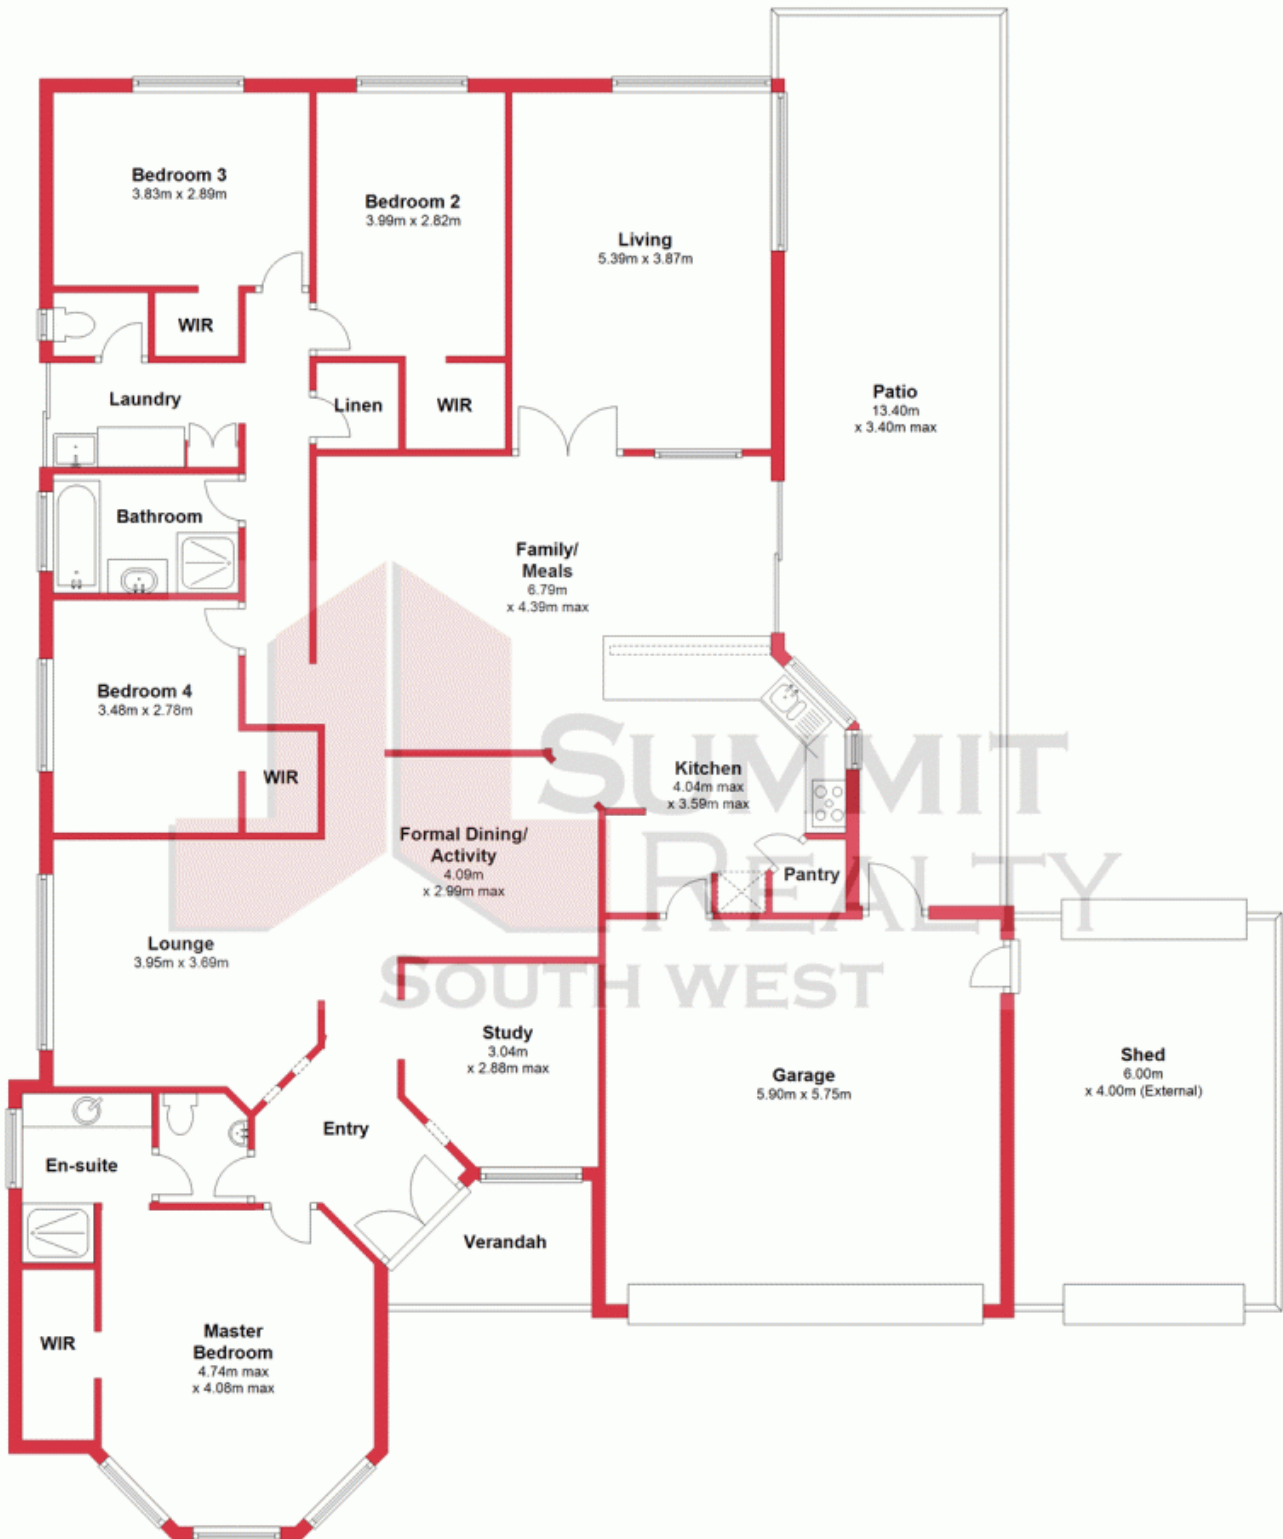 Bedroom 3
3.83m x 2.89m
Bedroom 2
3.99m x 2.82m
Living
5.39m x 3.87m
WIR
Laundry
Linen
WIR
Patio
13.40m
x 3.40m max
Bathroom
Family/
Meals
6.79m
x 4.39m max
Bedroom 4
3.48m x 2.78m
WIR
Kitchen
4.04m max
x 3.59m max
SUMMIT
REALTY
SOUTH WEST
Formal Dining/
Activity
4.09m
x 2.99m max
Pantry
Lounge
3.95m x 3.69m
Study
3.04m
x 2.88m max
Garage
5.90m x 5.75m
Shed
6.00m
x 4.00m (External)
Entry
En-suite
Verandah
WIR
Master
Bedroom
4.74m max
x 4.08m max